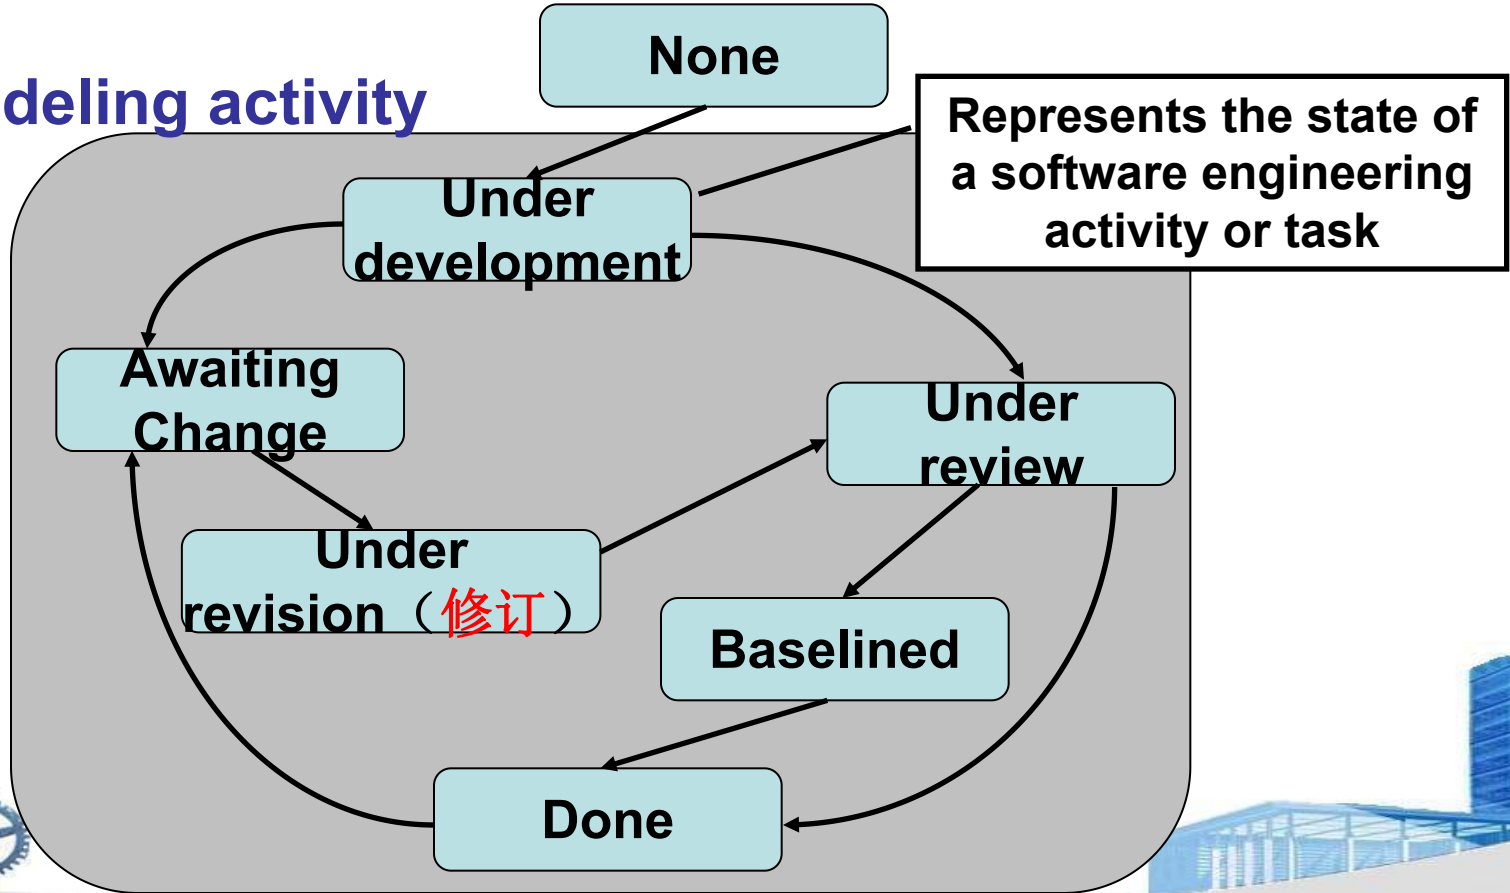 None
deling activity
Represents the state of
a software engineering
activity or task
Under
development
Awaiting
Change
Under
review
Under
revision（修订）
Baselined
Done